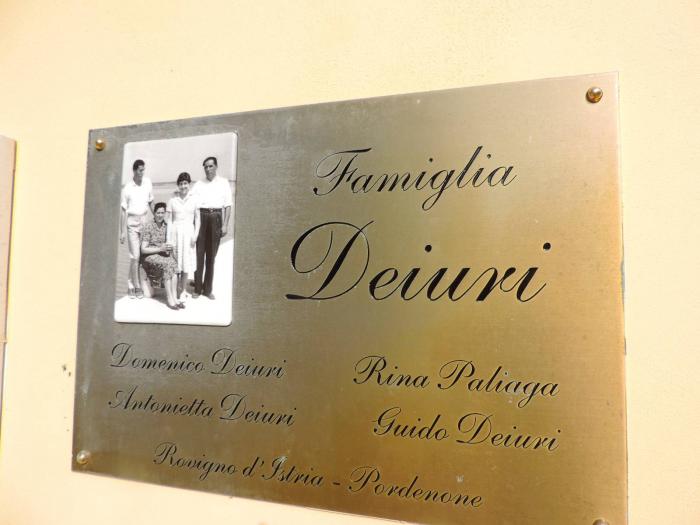 Famiglia
Deiuri
Domenico Deiuri
Rina Paliaga
Antonietta Deiuri
Guido Deiuri
Rovigno d'Istria - Pordenone